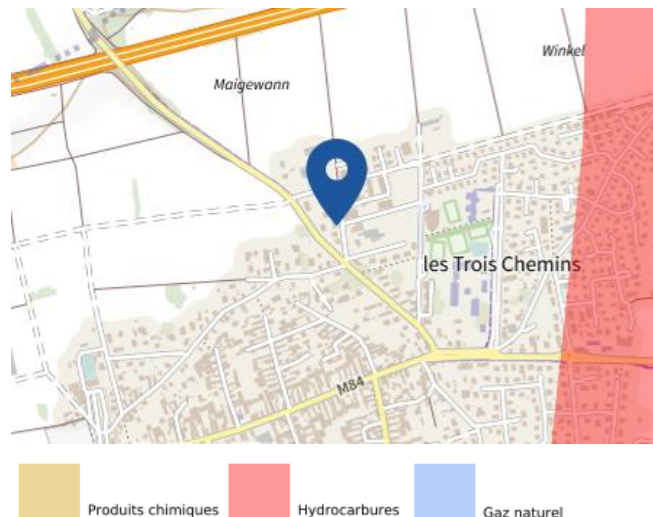 Winkel
Maigewann
les Trois Chemins
M84
Produits chimiques
Hydrocarbures
Gaz naturel